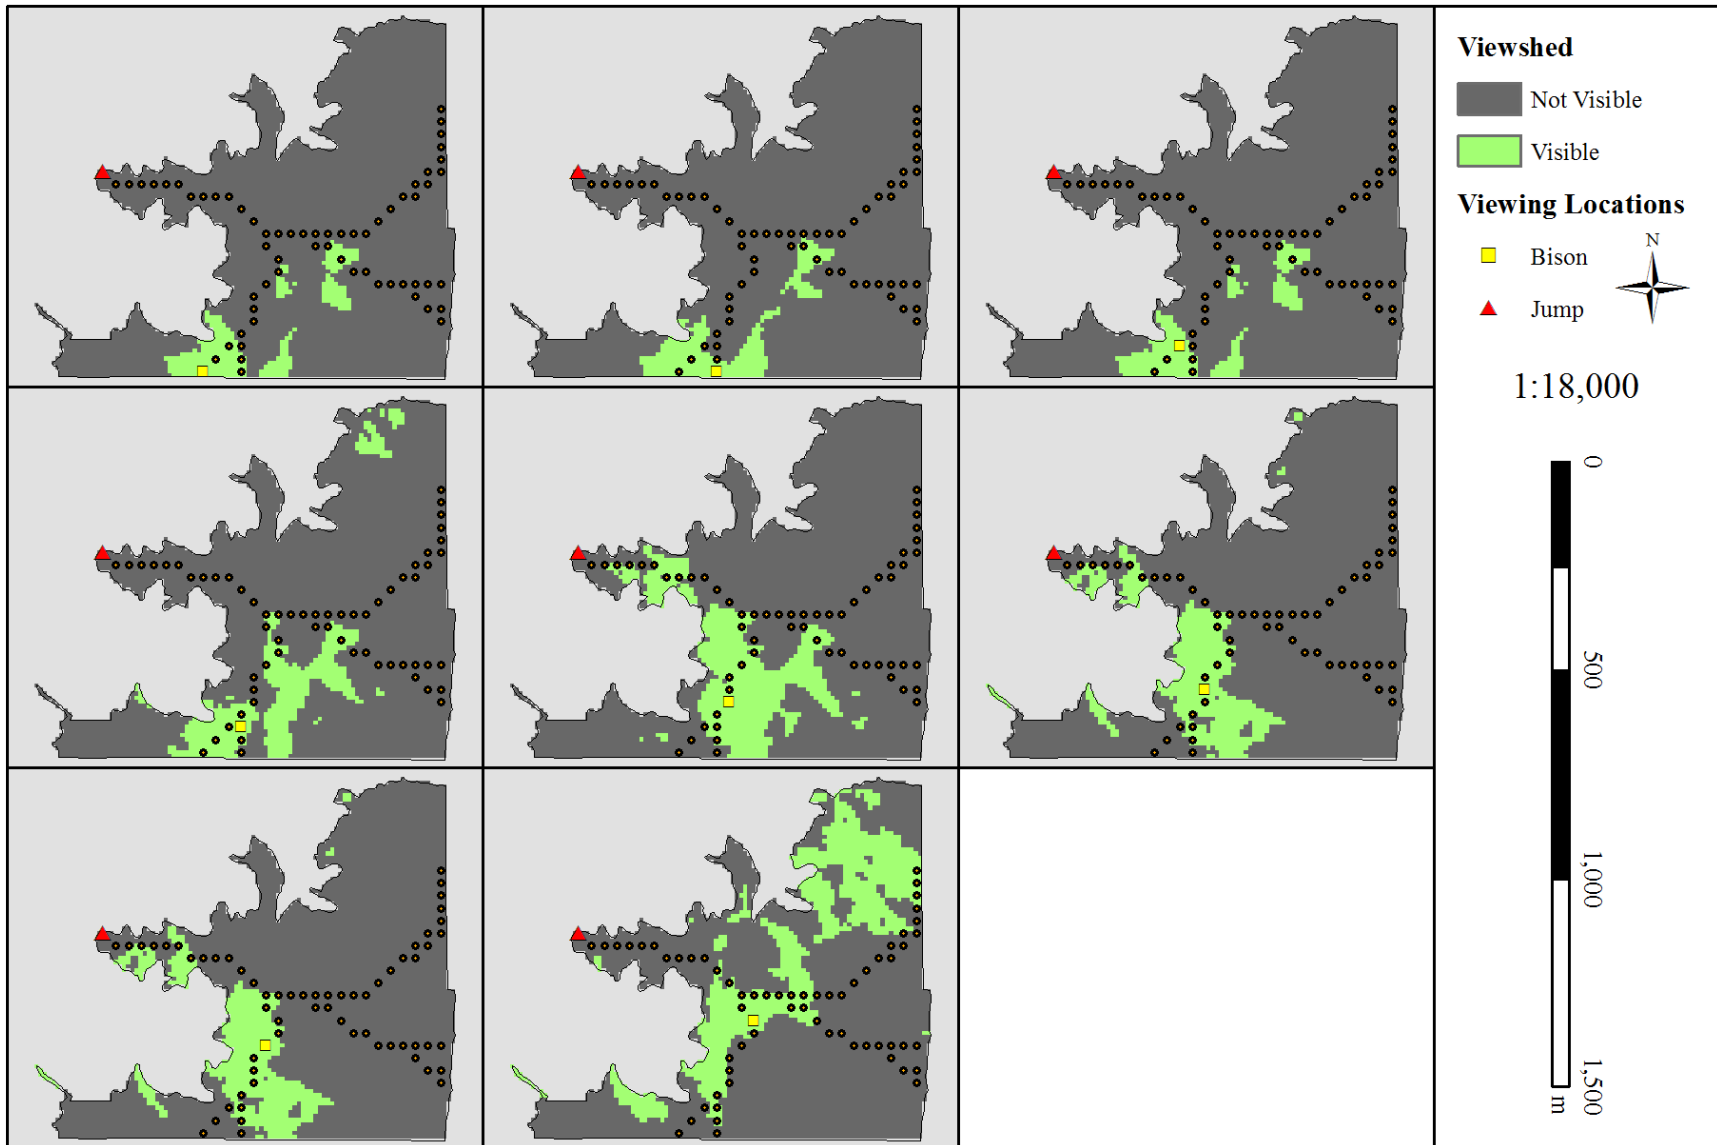 Viewshed
Not Visible
Visible
Viewing Locations
Bison
Jump
N
1:18,000
0
500
1,000
1,500
m